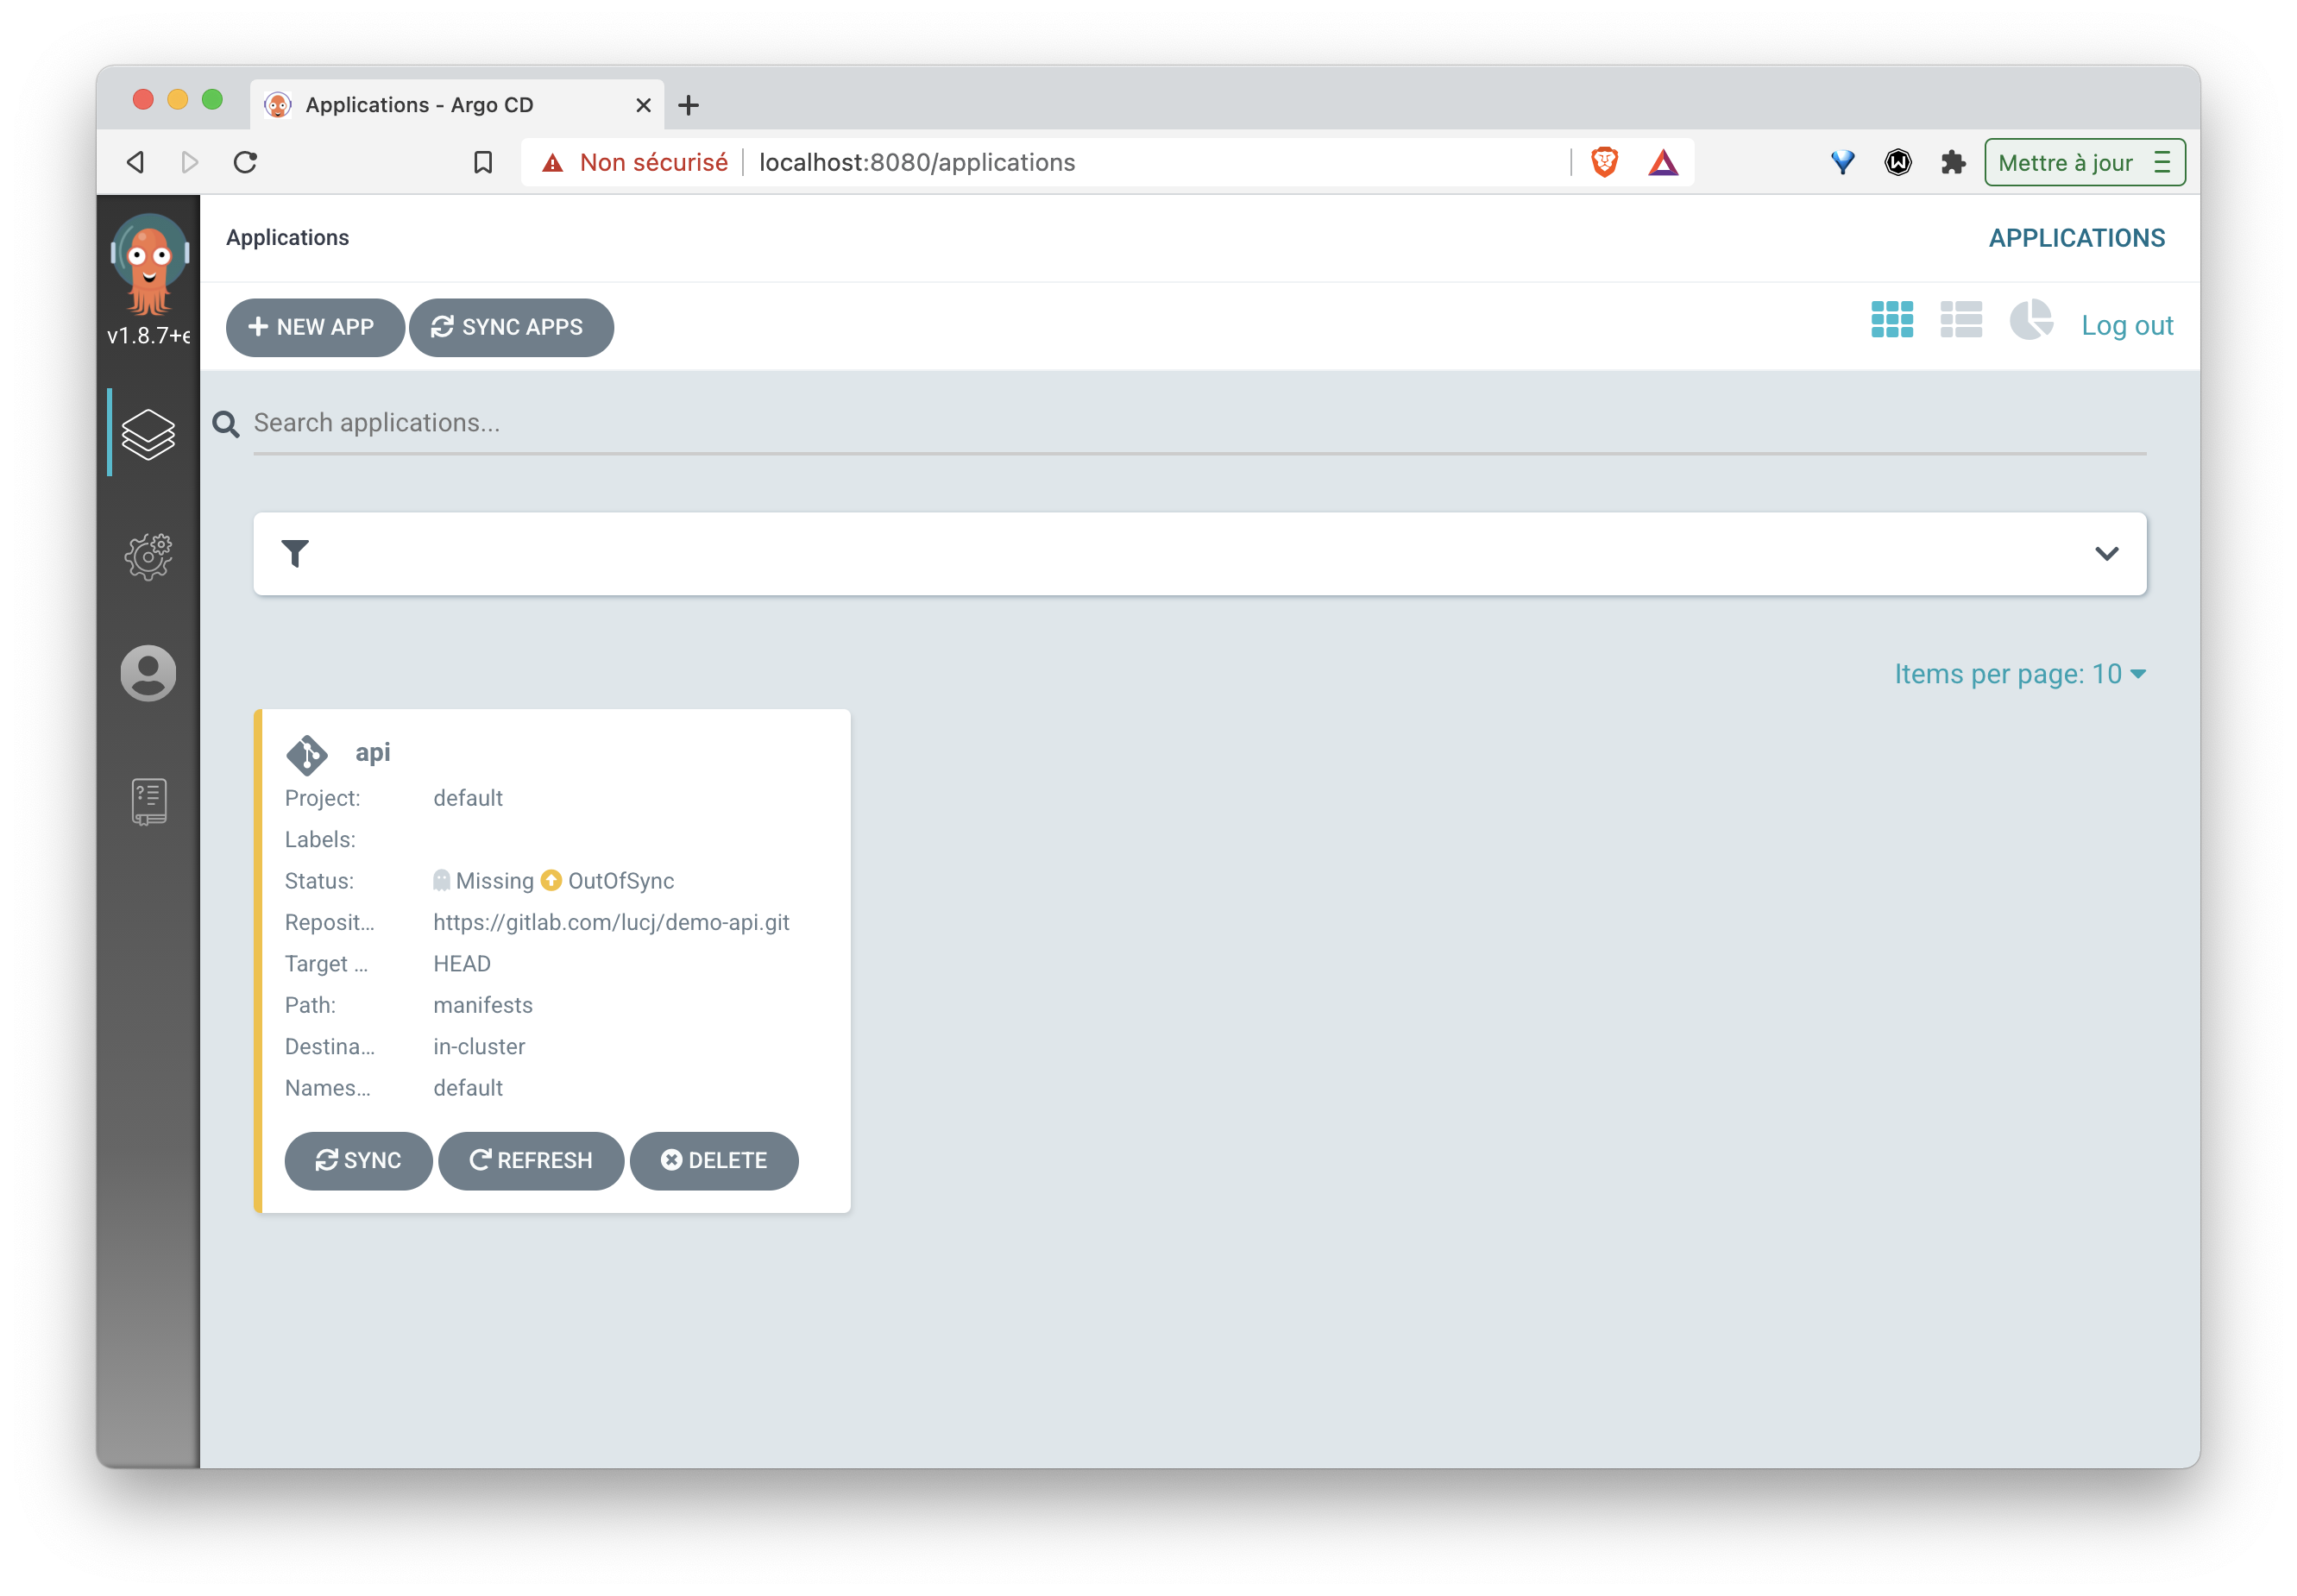 Applications - Argo CD
Non sécurisé localhost:8080/applications
Mettre à jour
v1.8.7+e
Applications
APPLICATIONS
NEW APP
SYNC APPS
Log out
Search applications...
Items per page: 10
api
Project: default
Labels:
Status: Missing OutOfSync
Reposit... https://gitlab.com/lucj/demo-api.git
Target ... HEAD
Path: manifests
Destina... in-cluster
Names... default
SYNC REFRESH DELETE